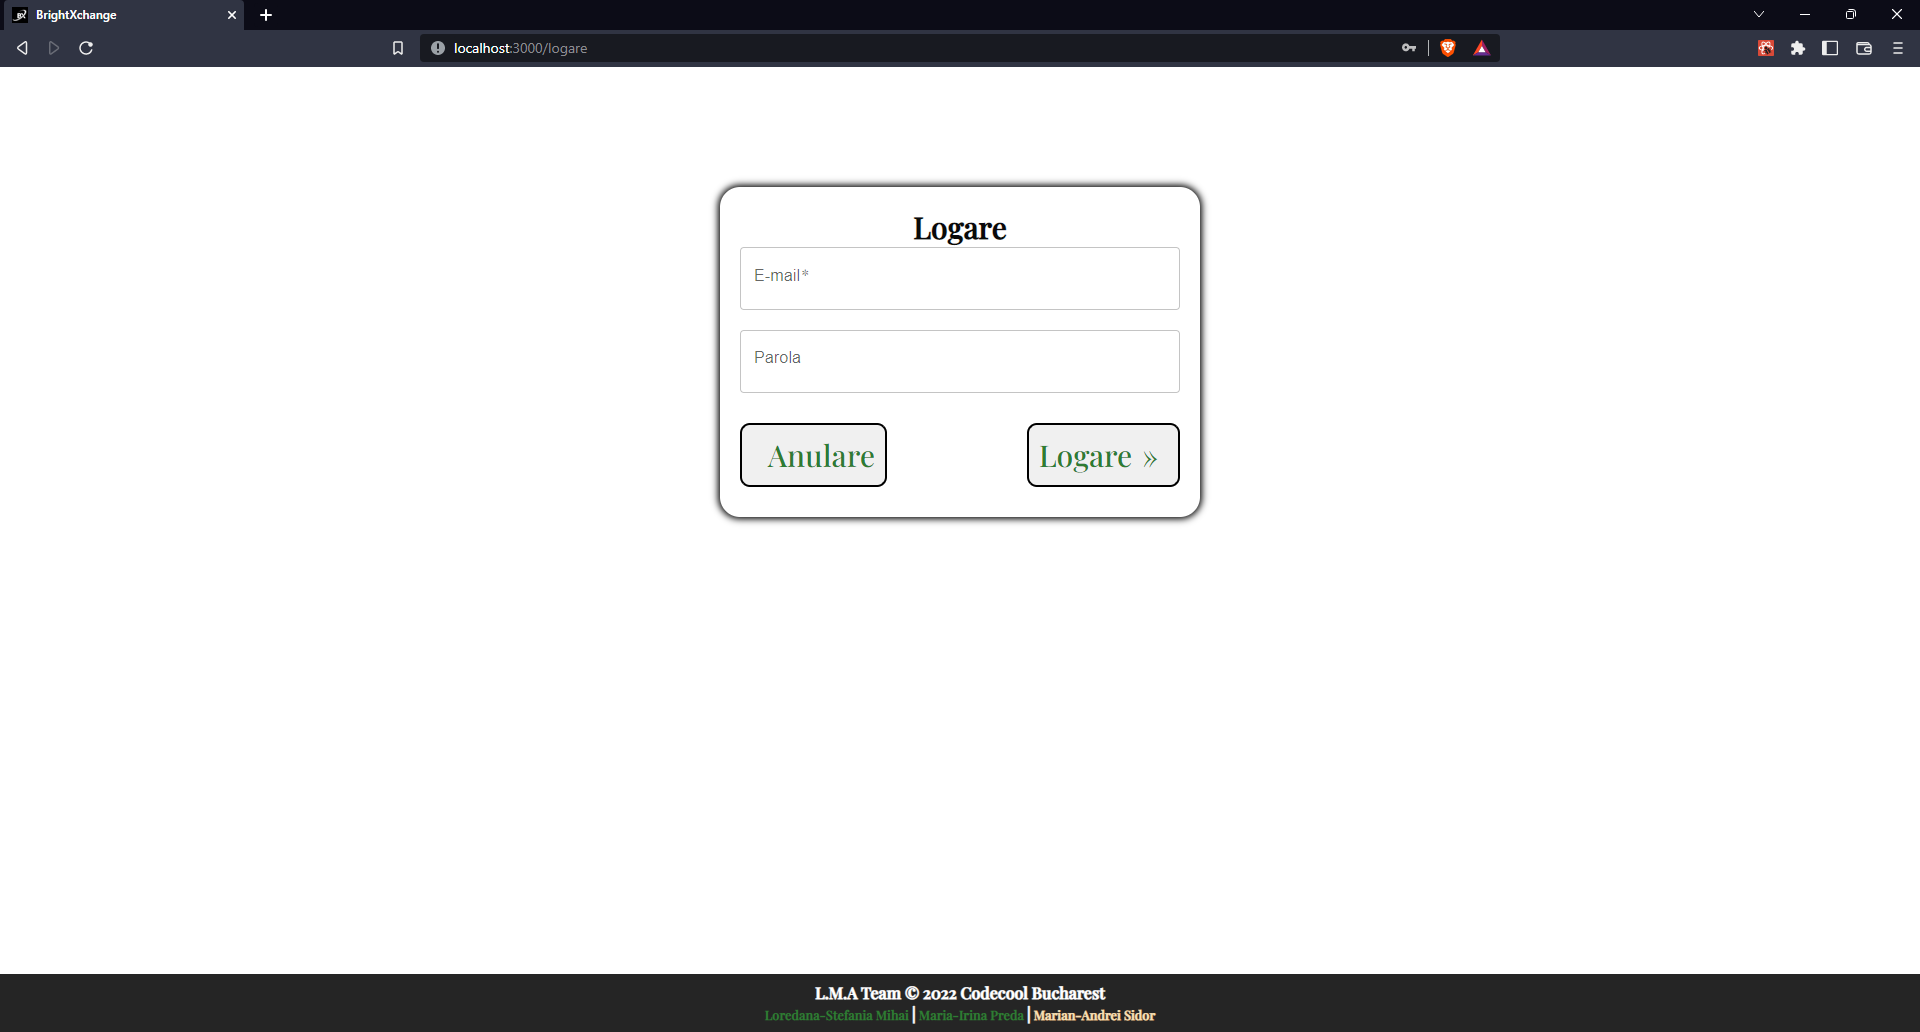 BrightXchange
localhost:3000/logare
Logare
E-mail*
Parola
Anulare
Logare »
L.M.A Team © 2022 Codecool Bucharest
Loredana-Stefania Mihai | Maria-Irina Preda | Marian-Andrei Sidor